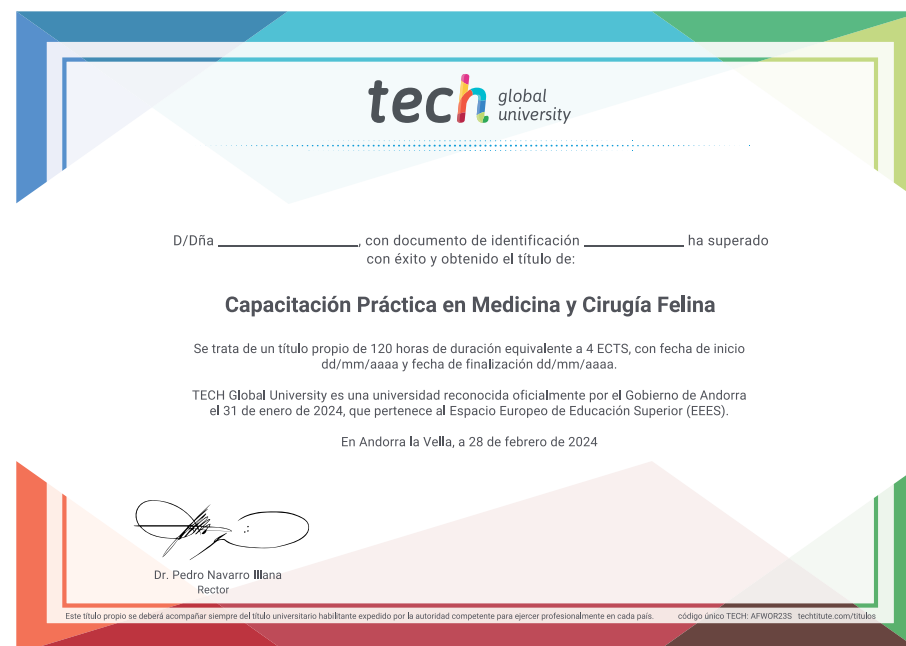 tech global university
D/Dña ______________, con documento de identificación __________ ha superado
con éxito y obtenido el título de:
Capacitación Práctica en Medicina y Cirugía Felina
Se trata de un título propio de 120 horas de duración equivalente a 4 ECTS, con fecha de inicio
dd/mm/aaaa y fecha de finalización dd/mm/aaaa.
TECH Global University es una universidad reconocida oficialmente por el Gobierno de Andorra
el 31 de enero de 2024, que pertenece al Espacio Europeo de Educación Superior (EEES).
En Andorra la Vella, a 28 de febrero de 2024
Dr. Pedro Navarro Illana
Rector
Este título propio se deberá acompañar siempre del título universitario habilitante expedido por la autoridad competente para ejercer profesionalmente en cada país. código único TECH: AFWOR23S techtitute.com/titulos